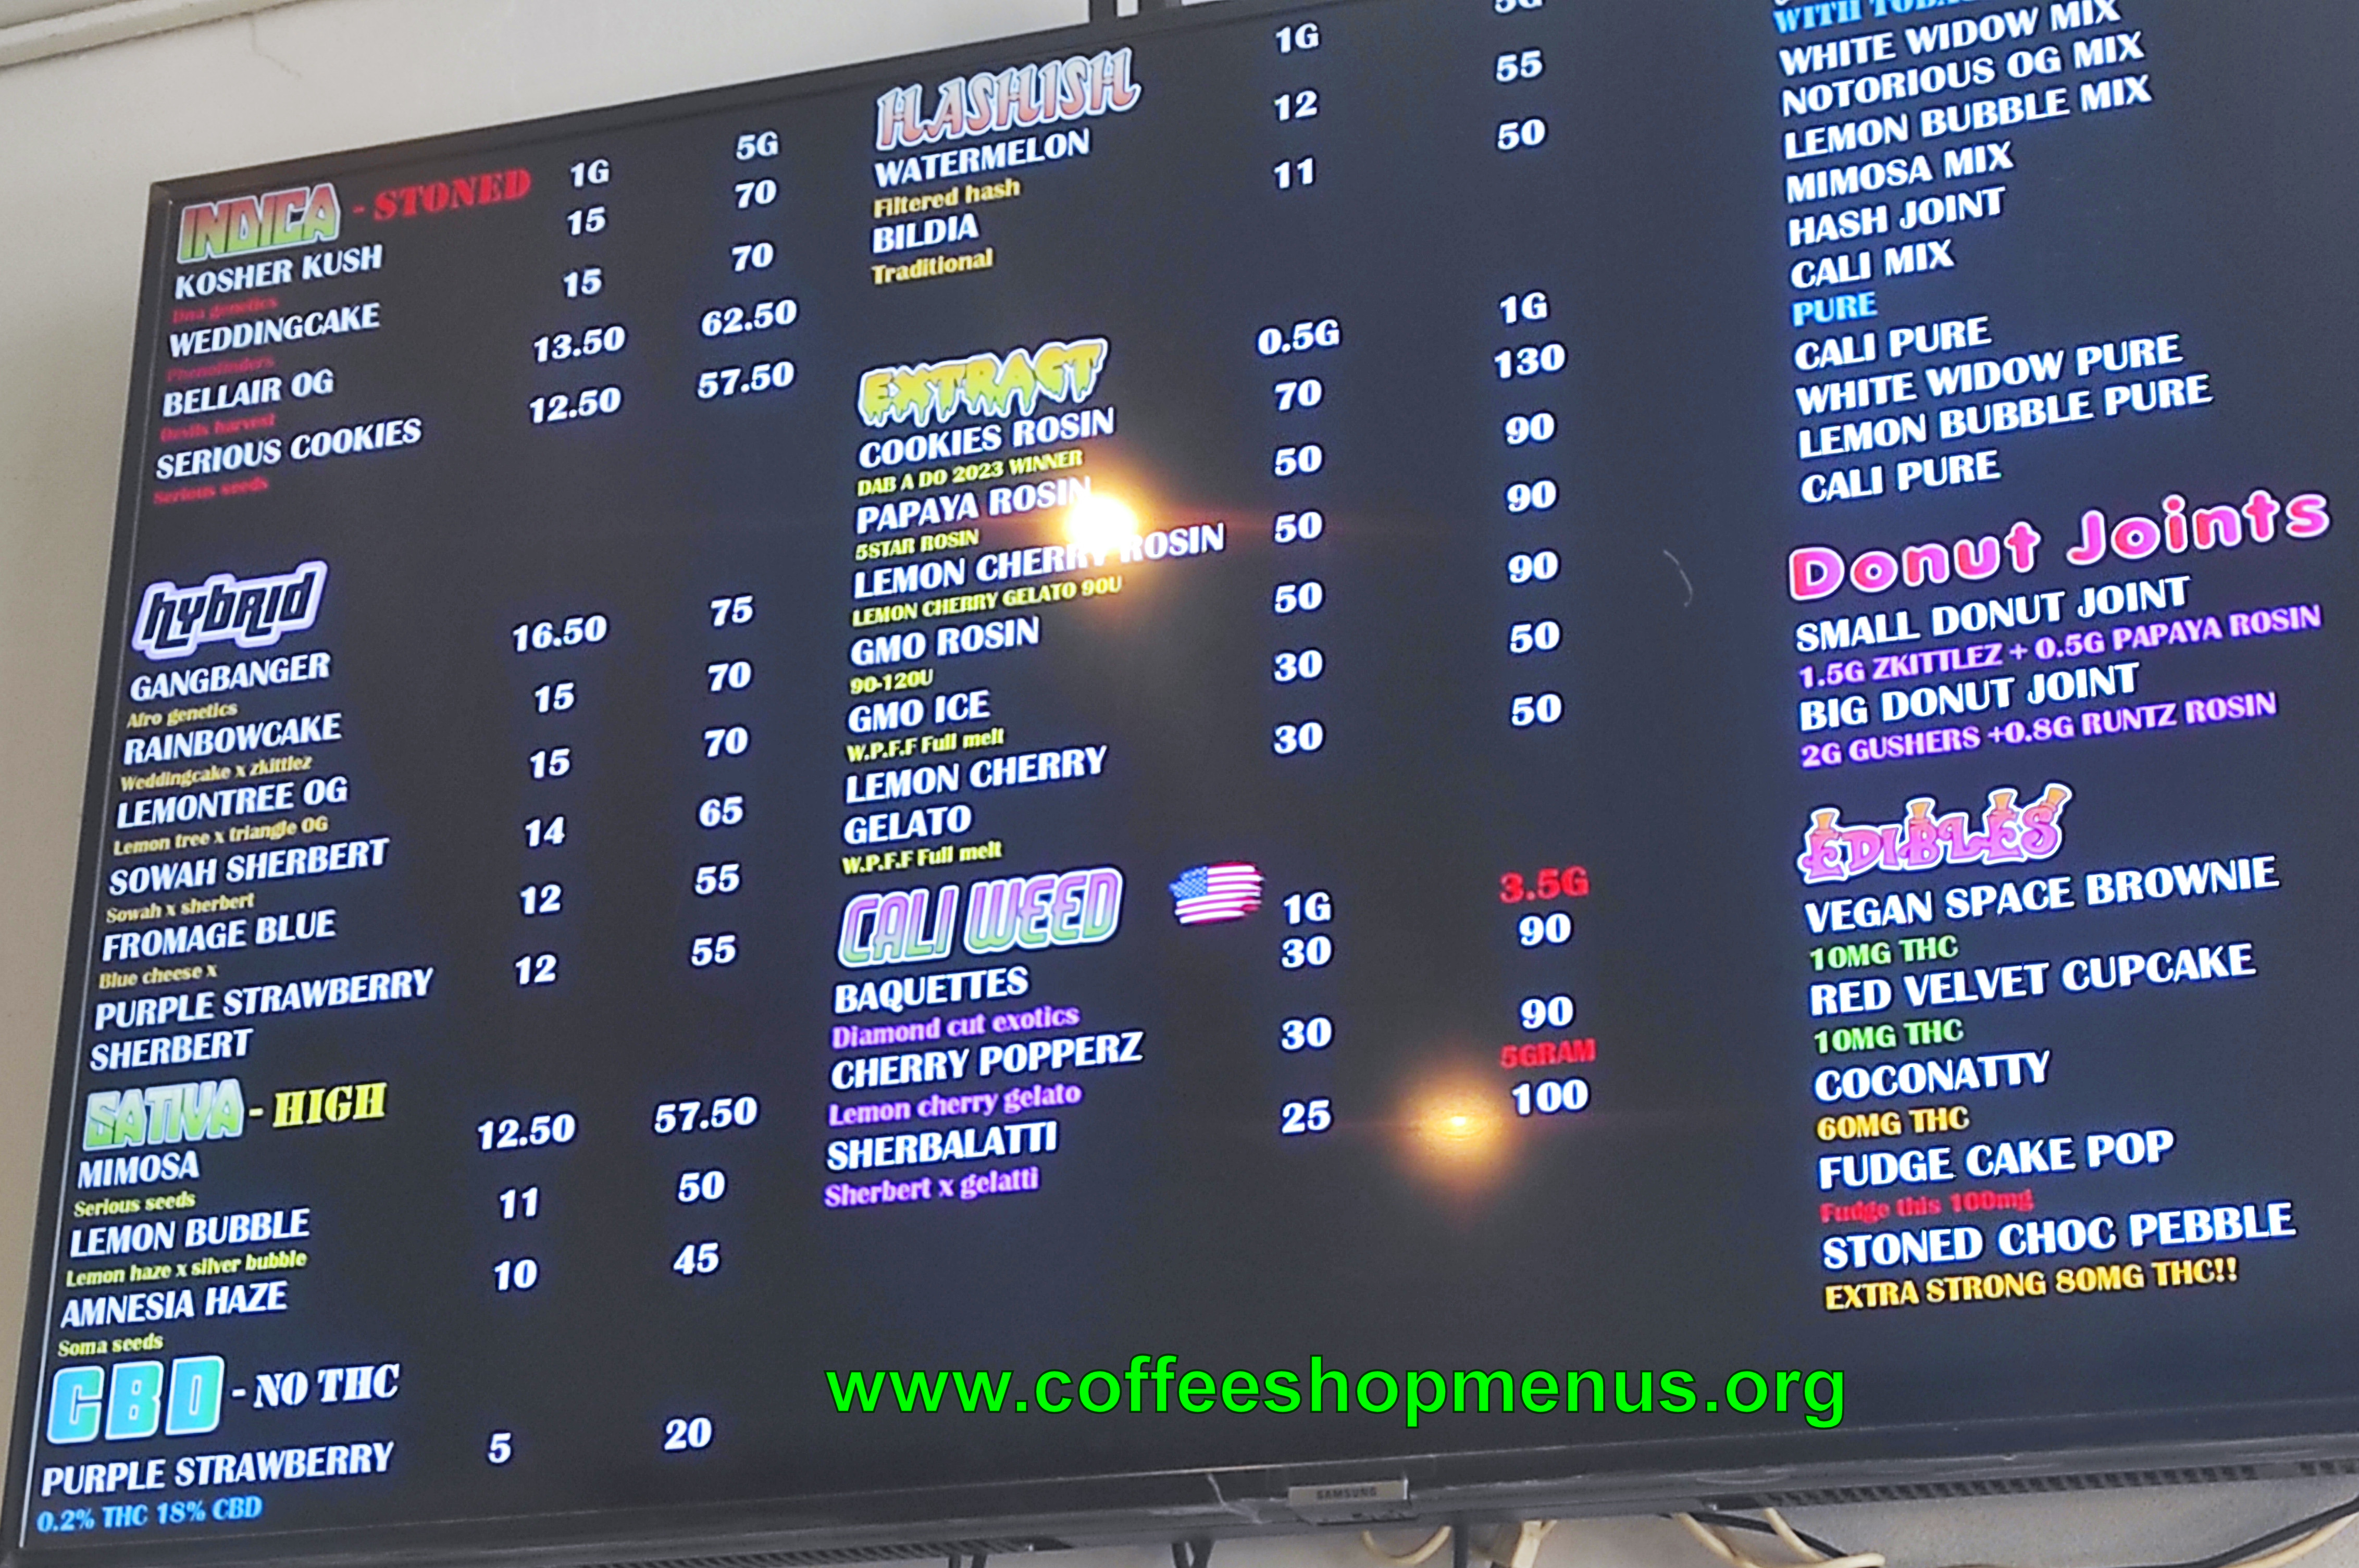 INDICA - STONED 1G 5G
KOSHER KUSH 15 70
Dna genetics
WEDDINGCAKE 15 70
Phenofinders
BELLAIR OG 13.50 62.50
Devils harvest
SERIOUS COOKIES 12.50 57.50
Serious seeds
HYBRID
GANGBANGER 16.50 75
Afro genetics
RAINBOWCAKE 15 70
Weddingcake x zkittlez
LEMONTREE OG 15 70
Lemon tree x triangle OG
SOWAH SHERBERT 14 65
Sowah x sherbert
FROMAGE BLUE 12 55
Blue cheese x
PURPLE STRAWBERRY 12 55
SHERBERT
SATIVA - HIGH
MIMOSA 12.50 57.50
Serious seeds
LEMON BUBBLE 11 50
Lemon haze x silver bubble
AMNESIA HAZE 10 45
Soma seeds
CBD - NO THC
PURPLE STRAWBERRY 5 20
0.2% THC 18% CBD
HASHISH 1G 5G
WATERMELON 12 55
Filtered hash
BILDIA 11 50
Traditional
EXTRACT 0.5G 1G
COOKIES ROSIN 70 130
DAB A DO 2023 WINNER
PAPAYA ROSIN 50 90
5STAR ROSIN
LEMON CHERRY ROSIN 50 90
LEMON CHERRY GELATO 90U
GMO ROSIN 50 90
90-120U
GMO ICE 30 50
W.P.F.F Full melt
LEMON CHERRY 30 50
GELATO
W.P.F.F Full melt
CALI WEED 1G 3.5G
BAQUETTES 30 90
Diamond cut exotics
CHERRY POPPERZ 30 90
Lemon cherry gelato
5GRAM
SHERBALATTI 25 100
Sherbert x gelatti
WITH
WHITE WIDOW MIX
NOTORIOUS OG MIX
LEMON BUBBLE MIX
MIMOSA MIX
HASH JOINT
CALI MIX
PURE
CALI PURE
WHITE WIDOW PURE
LEMON BUBBLE PURE
CALI PURE
Donut Joints
SMALL DONUT JOINT
1.5G ZKITTLEZ + 0.5G PAPAYA ROSIN
BIG DONUT JOINT
2G GUSHERS +0.8G RUNTZ ROSIN
EDIBLES
VEGAN SPACE BROWNIE
10MG THC
RED VELVET CUPCAKE
10MG THC
COCONATTY
60MG THC
FUDGE CAKE POP
Fudge this 100mg
STONED CHOC PEBBLE
EXTRA STRONG 80MG THC!!
www.coffeeshopmenus.org
SAMSUNG